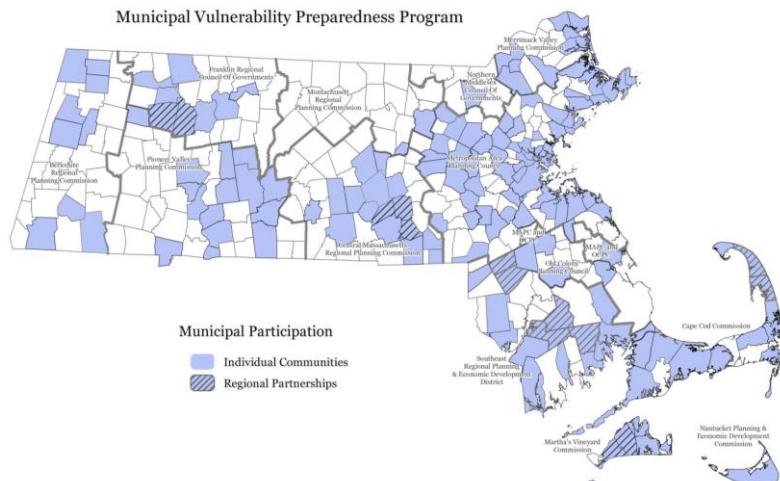 Municipal Vulnerability Preparedness Program
Merrimack Valley
Planning Commission
Franklin Regional
Council Of Governments
Northern
Middlesex
Council Of
Governments
Montachusett
Regional
Planning Commission
Berkshire
Regional
Planning Commission
Pioneer Valley
Planning Commission
Metropolitan Area
Planning Council
Central Massachusetts
Regional Planning Commission
MAPC and
OCPC
MAPC and
OCPC
Old Colony
Planning Council
Cape Cod Commission
Municipal Participation
Individual Communities
Regional Partnerships
Southeast
Regional Planning
& Economic Development
District
Martha's Vineyard
Commission
Nantucket Planning &
Economic Development
Commission